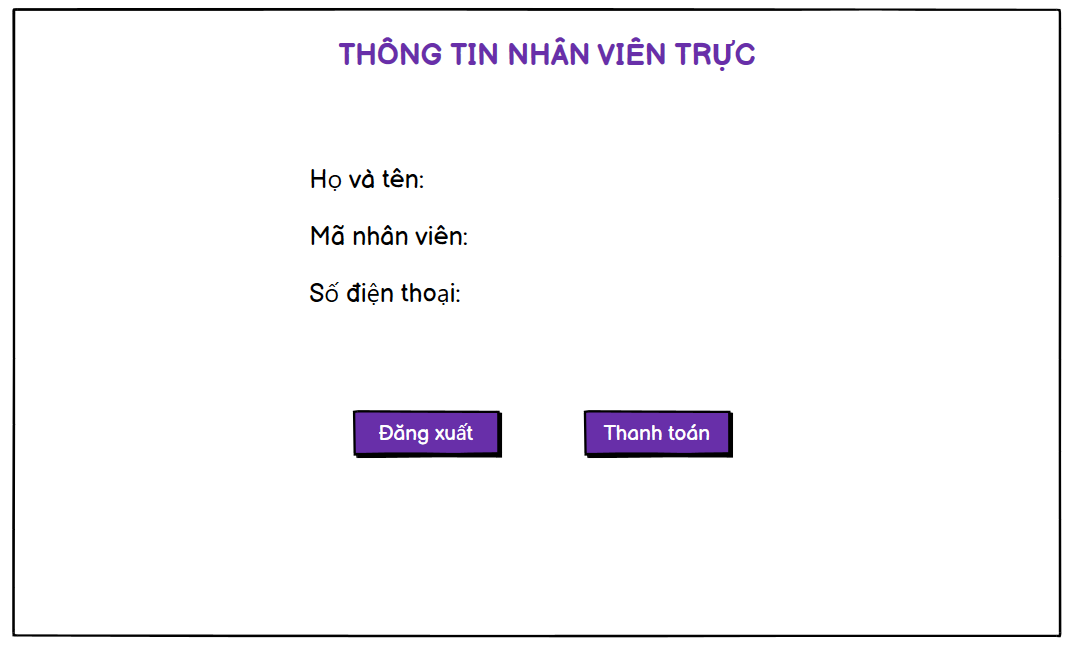 THÔNG TIN NHÂN VIÊN TRỰC
Họ và tên:
Mã nhân viên:
Số điện thoại:
Đăng xuất
Thanh toán